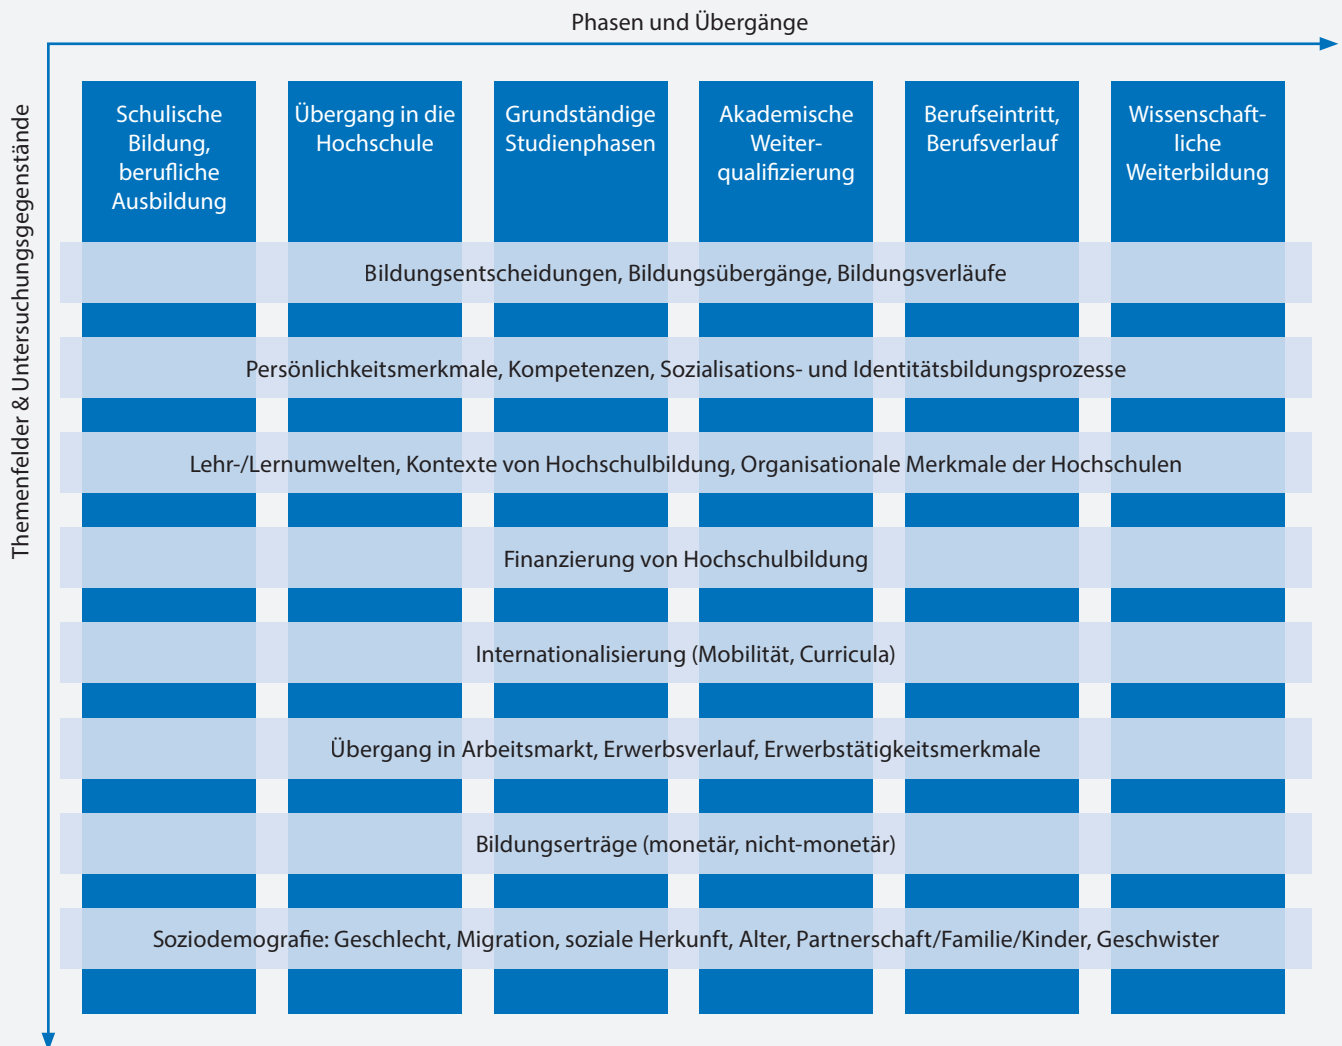 Phasen und Übergänge
Themenfelder & Untersuchungsgegenstände
Schulische
Bildung,
berufliche
Ausbildung
Übergang in die
Hochschule
Grundständige
Studienphasen
Akademische
Weiter-
qualifizierung
Berufseintritt,
Berufsverlauf
Wissenschaft-
liche
Weiterbildung
Bildungsentscheidungen, Bildungsübergänge, Bildungsverläufe
Persönlichkeitsmerkmale, Kompetenzen, Sozialisations- und Identitätsbildungsprozesse
Lehr-/Lernumwelten, Kontexte von Hochschulbildung, Organisationale Merkmale der Hochschulen
Finanzierung von Hochschulbildung
Internationalisierung (Mobilität, Curricula)
Übergang in Arbeitsmarkt, Erwerbsverlauf, Erwerbstätigkeitsmerkmale
Bildungserträge (monetär, nicht-monetär)
Soziodemografie: Geschlecht, Migration, soziale Herkunft, Alter, Partnerschaft/Familie/Kinder, Geschwister